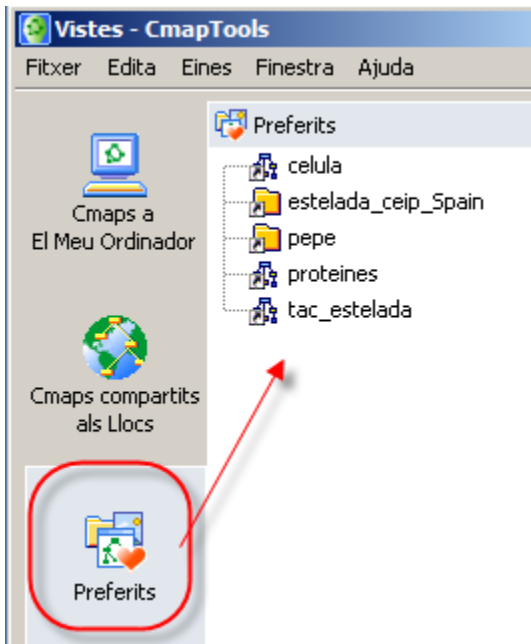 Vistes - CmapTools
Fitxer Edita Eines Finestra Ajuda
Cmaps a
El Meu Ordinador
Cmaps compartits
als Llocs
Preferits
Preferits
celula
estelada_ceip_Spain
pepe
proteines
tac_estelada